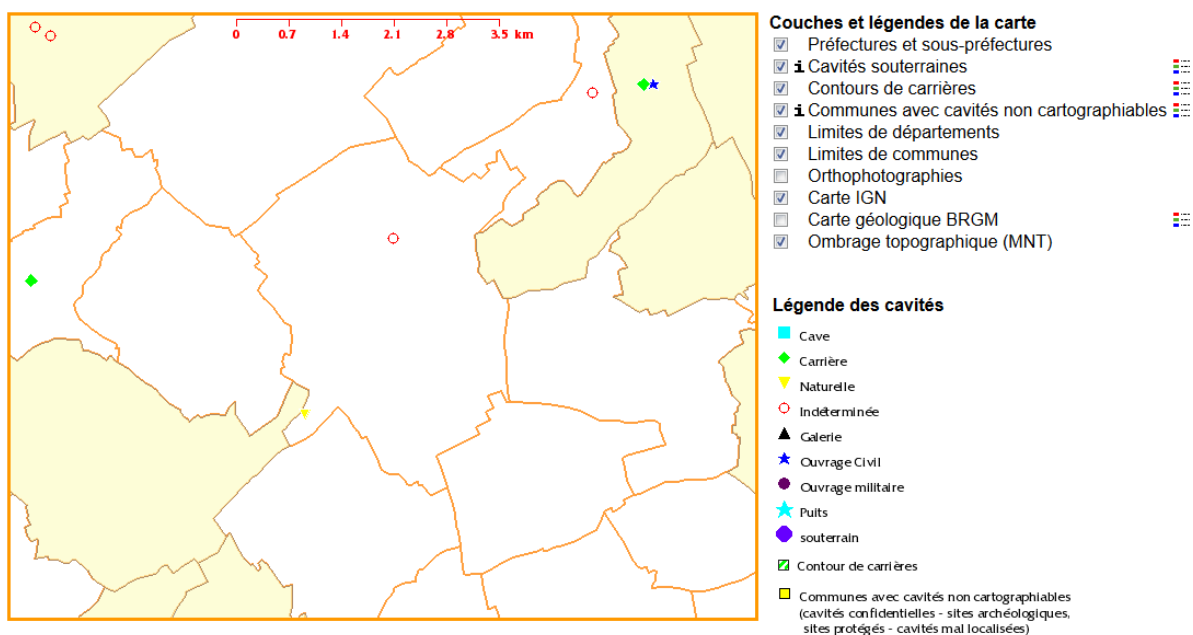 0 0.7 1.4 2.1 2.8 3.5 km
Couches et légendes de la carte
Préfectures et sous-préfectures
i Cavités souterraines
Contours de carrières
i Communes avec cavités non cartographiables
Limites de départements
Limites de communes
Orthophotographies
Carte IGN
Carte géologique BRGM
Ombrage topographique (MNT)
Légende des cavités
Cave
Carrière
Naturelle
Indéterminée
Galerie
Ouvrage Civil
Ouvrage militaire
Puits
souterrain
Contour de carrières
Communes avec cavités non cartographiables
(cavités confidentielles - sites archéologiques,
sites protégés - cavités mal localisées)